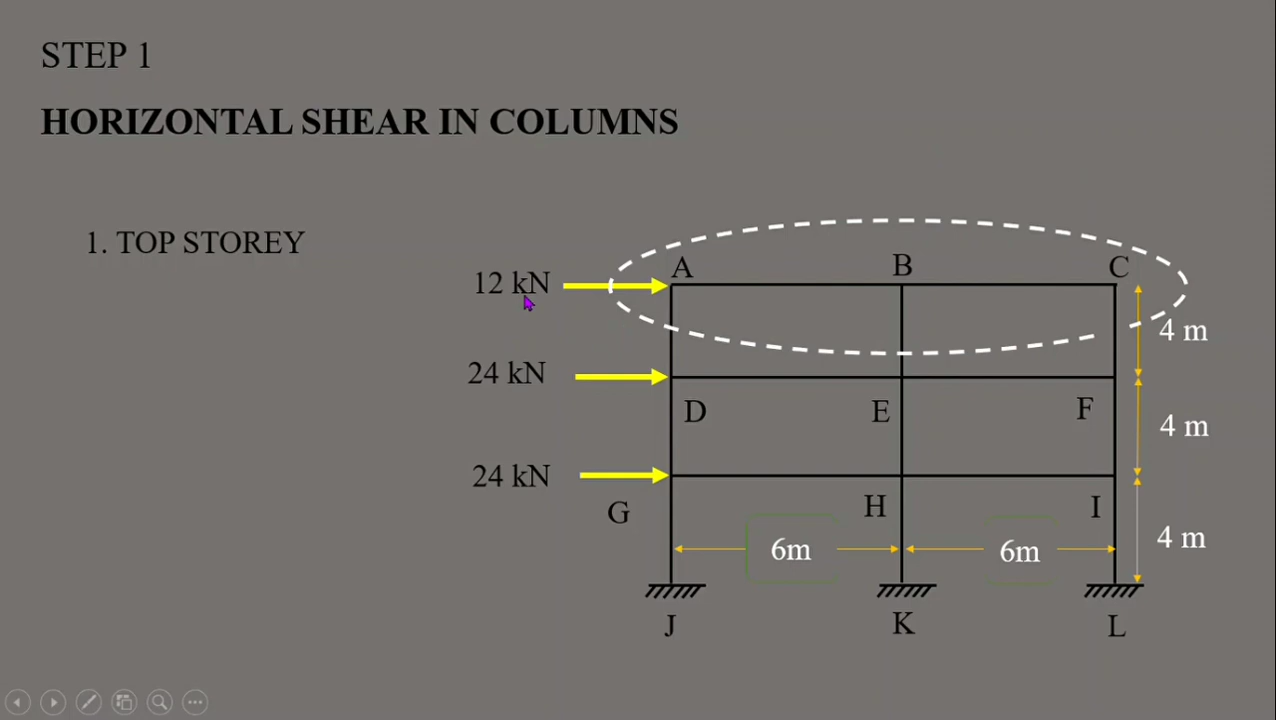 STEP 1
HORIZONTAL SHEAR IN COLUMNS
1. TOP STOREY
A B C
12 kN
4 m
24 kN
D E F
4 m
24 kN
G H I
6m 6m 4 m
J K L